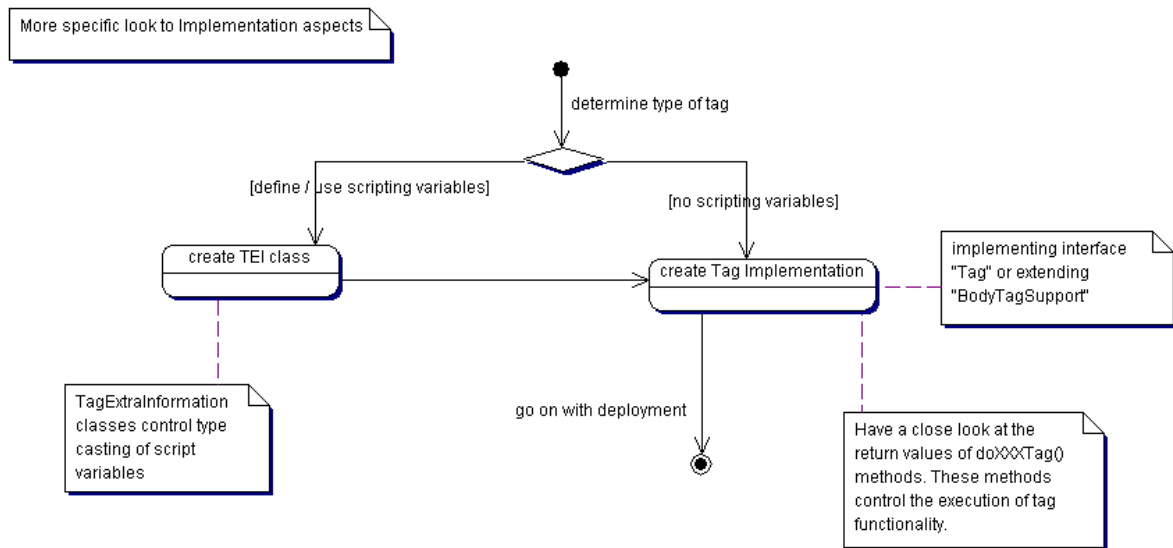 More specific look to Implementation aspects
determine type of tag
[define / use scripting variables]
[no scripting variables]
create TEI class
create Tag Implementation
implementing interface
"Tag" or extending
"BodyTagSupport"
TagExtraInformation
classes control type
casting of script
variables
go on with deployment
Have a close look at the
return values of doXXXTag()
methods. These methods
control the execution of tag
functionality.